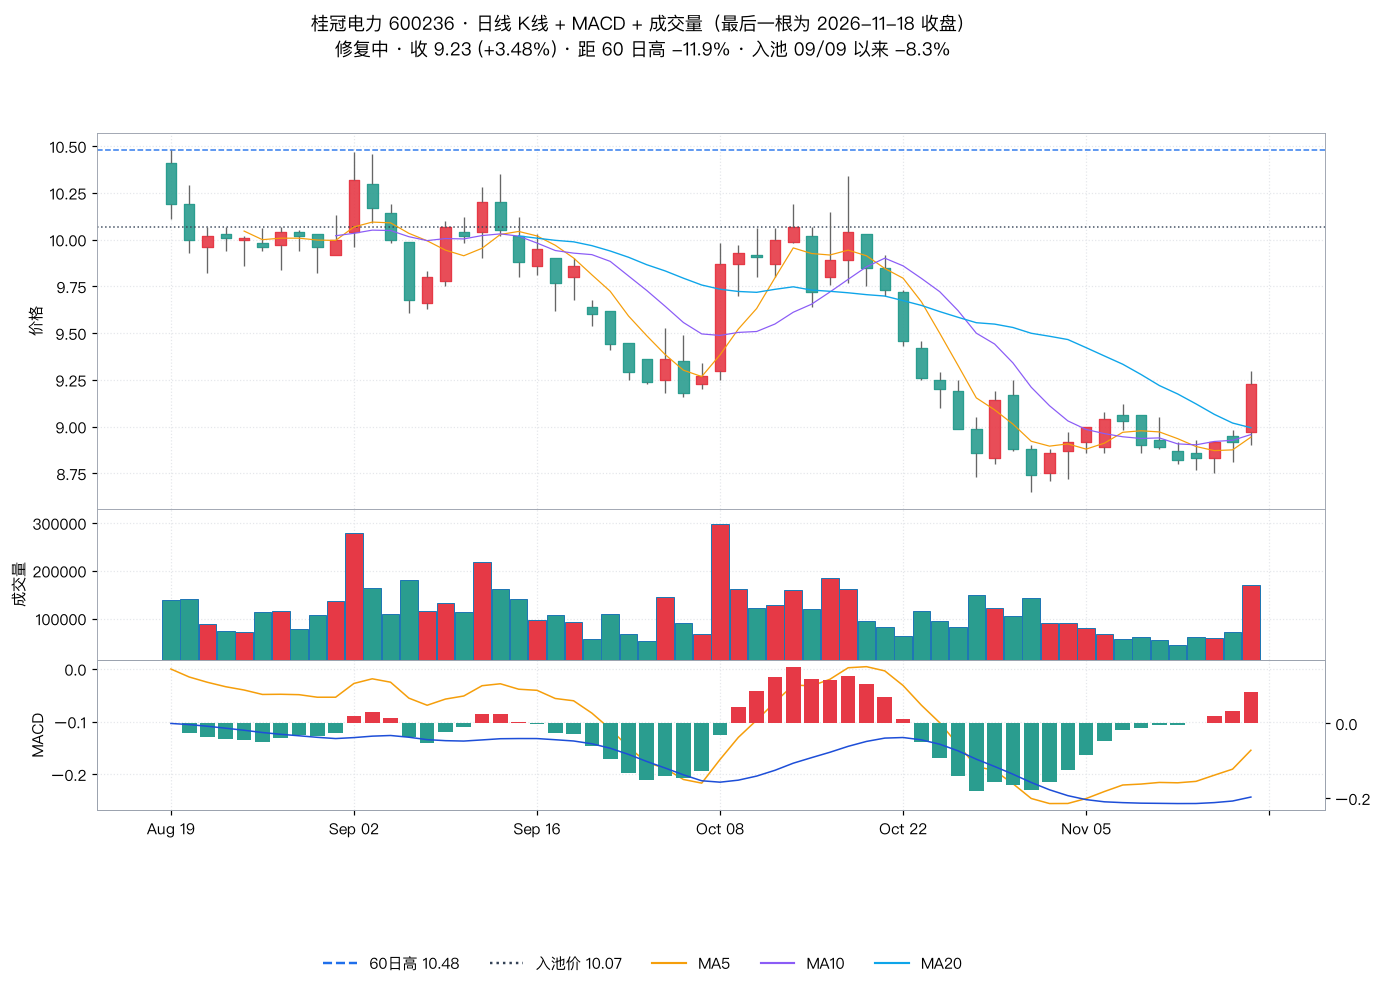 桂冠电力 600236 · 日线 K线 + MACD + 成交量（最后一根为 2026−11−18 收盘）
修复中 · 收 9.23 (+3.48%) · 距 60 日高 −11.9% · 入池 09/09 以来 −8.3%
价格
10.50
10.25
10.00
9.75
9.50
9.25
9.00
8.75
成交量
300000
200000
100000
MACD
0.0
−0.1
−0.2
0.0
−0.2
Aug 19
Sep 02
Sep 16
Oct 08
Oct 22
Nov 05
60日高 10.48
入池价 10.07
MA5
MA10
MA20